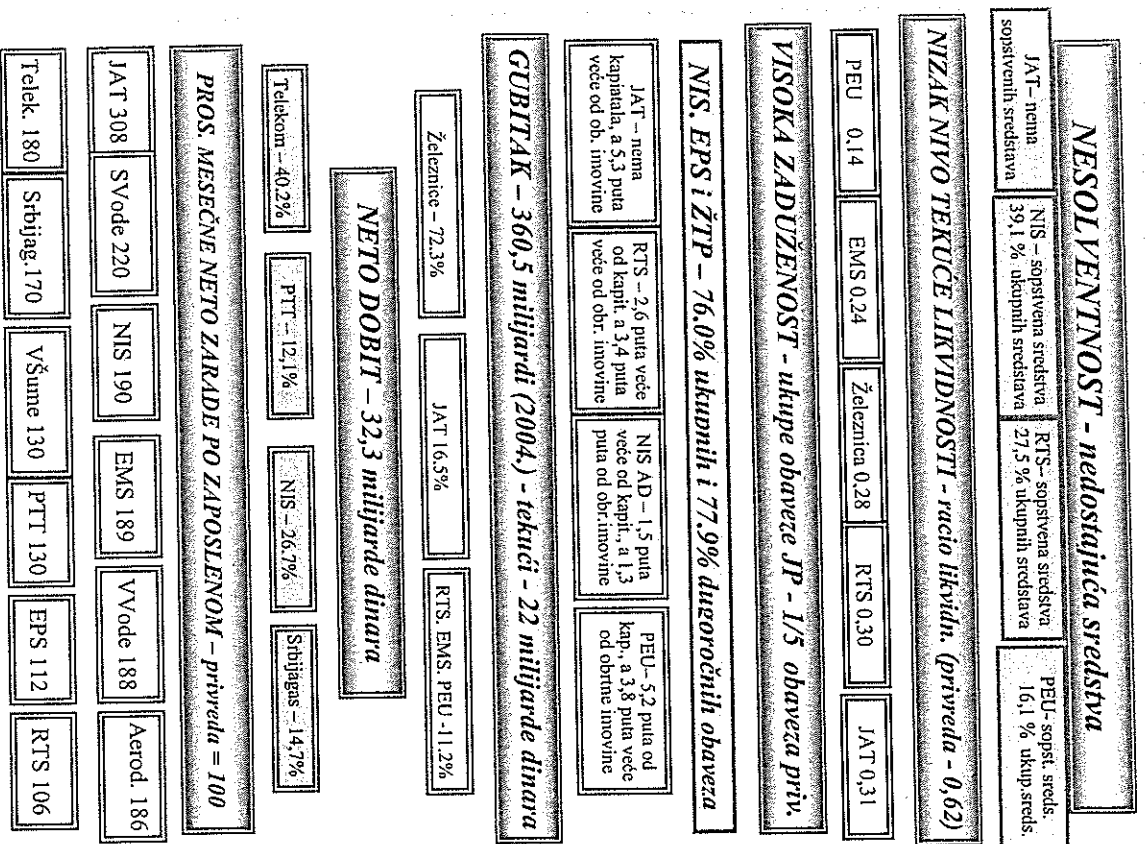 NESOLVENTNOST - nedostajuća sredstva
JAT– nema
sopstvenih sredstava
NIS – sopstvena sredstva
39,1 % ukupnih sredstava
RTS- sopstvena sredstva
27,5 % ukupnih sredstava
PEU- sopst. sreds.
16,1 % ukup.sreds.
NIZAK NIVO TEKUĆE LIKVIDNOSTI - racio likvidn. (privreda - 0,62)
PEU 0,14
EMS 0,24
Železnica 0,28
RTS 0,30
JAT 0,31
VISOKA ZADUŽENOST - ukupe obaveze JP - 1/5 obaveza priv.
NIS. EPS i ŽTP – 76.0% ukupnih i 77.9% dugoročnih obaveza
JAT – nema
kapiatala, a 5,3 puta
veće od ob. imovine
RTS – 2,6 puta veće
od kapit. a 3,4 puta
veće od obr. imovine
NIS AD – 1,5 puta
veće od kapit., a 1,3
puta od obr.imovine
PEU– 5,2 puta od
kap., a 3,8 puta veće
od obrtne imovine
GUBITAK – 360,5 milijardi (2004.) - tekući - 22 milijarde dinara
Železnice – 72.3%
JAT 16.5%
RTS. EMS. PEU -11.2%
NETO DOBIT – 32,3 milijarde dinara
Telekom – 40.2%
PTT – 12,1%
NIS – 26.7%
Srbijagas – 14,7%
PROS. MESEČNE NETO ZARADE PO ZAPOSLENOM – privreda = 100
JAT 308
SVode 220
NIS 190
EMS 189
VVode 188
Aerod. 186
Telek. 180
Srbijag.170
VŠume 130
PTT 130
EPS 112
RTS 106